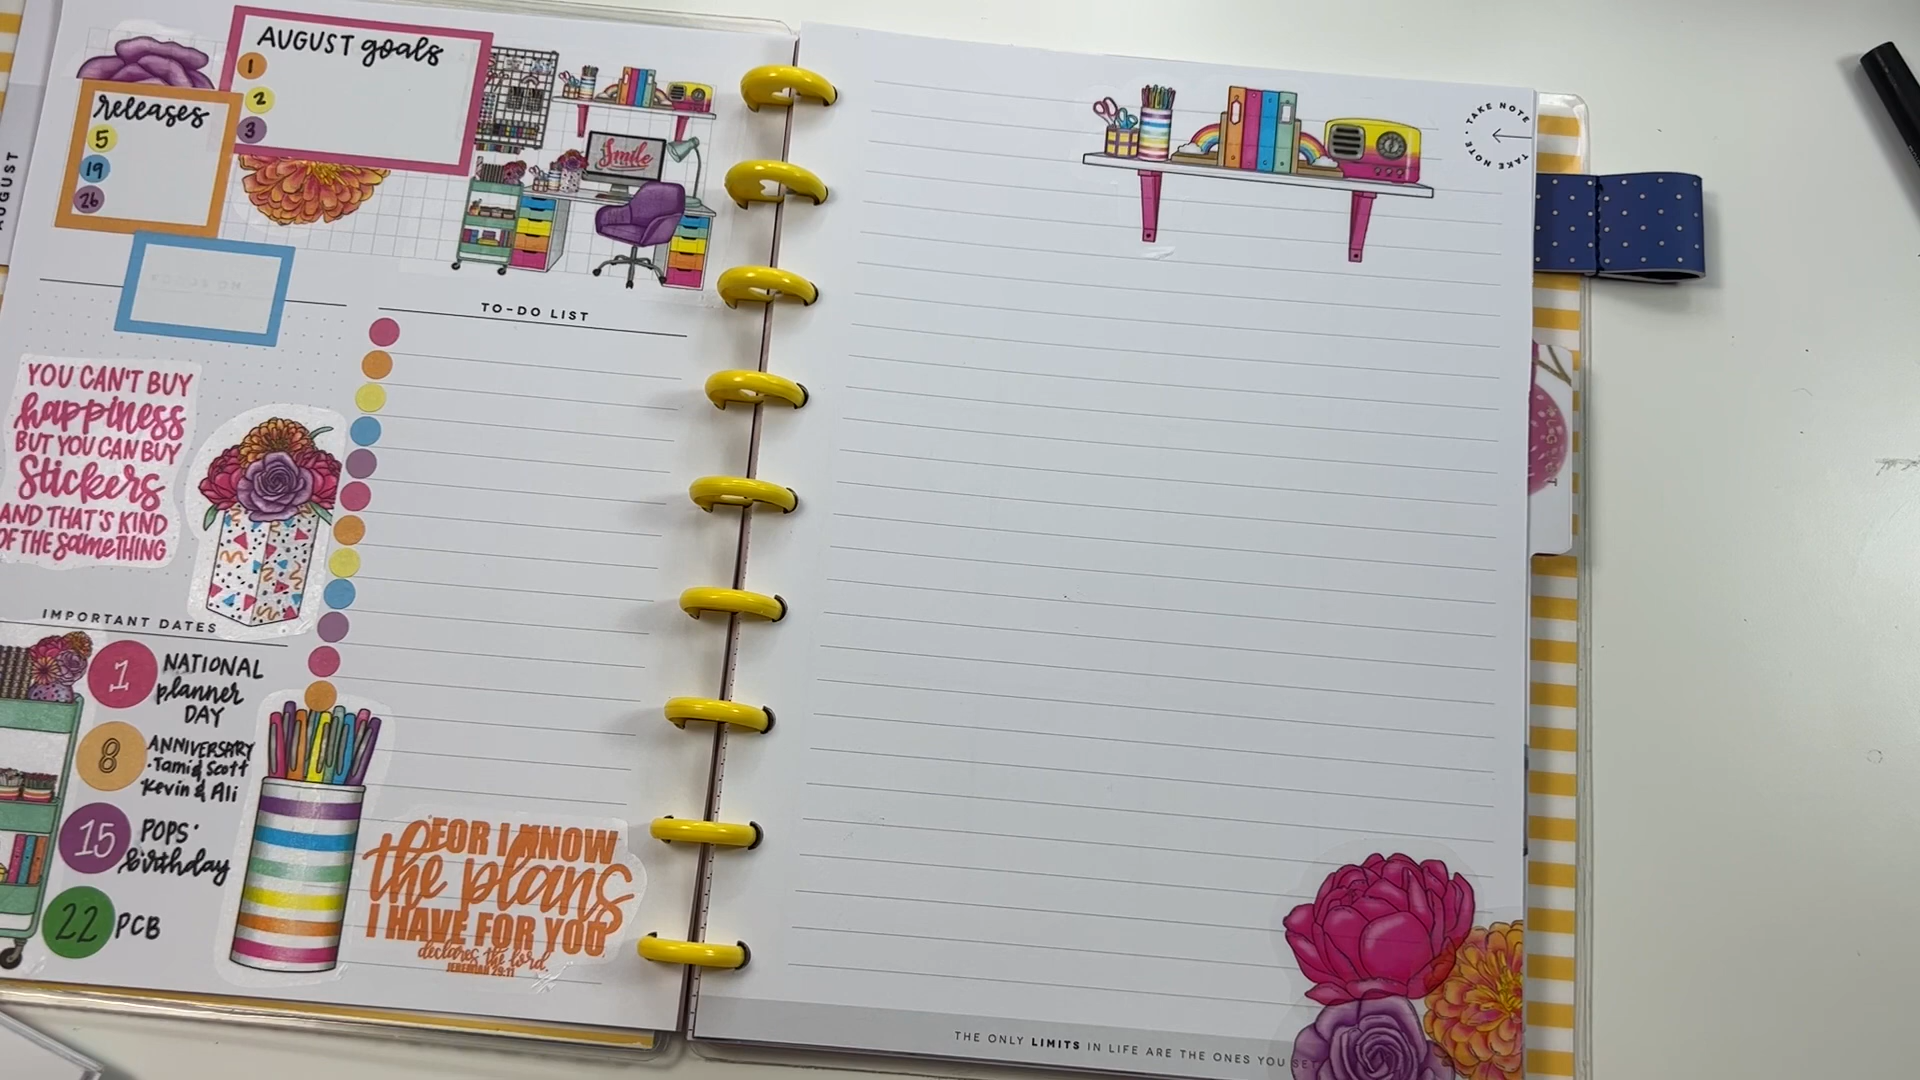 AUGUST
AUGUST goals
1
2
3
releases
5
19
26
Smile
TO-DO LIST
YOU CAN'T BUY
happiness
BUT YOU CAN BUY
Stickers
AND THAT'S KIND
OF THE Same THING
IMPORTANT DATES
1 NATIONAL
planner
DAY
8 ANNIVERSARY
• Tami & Scott
Kevin & Ali
15 POPS'
birthday
22 PCB
FOR I KNOW
the plans
I HAVE FOR YOU,
declares the Lord.
JEREMIAH 29:11
TAKE NOTE • TAKE NOTE •
AUGUST
THE ONLY LIMITS IN LIFE ARE THE ONES YOU SET